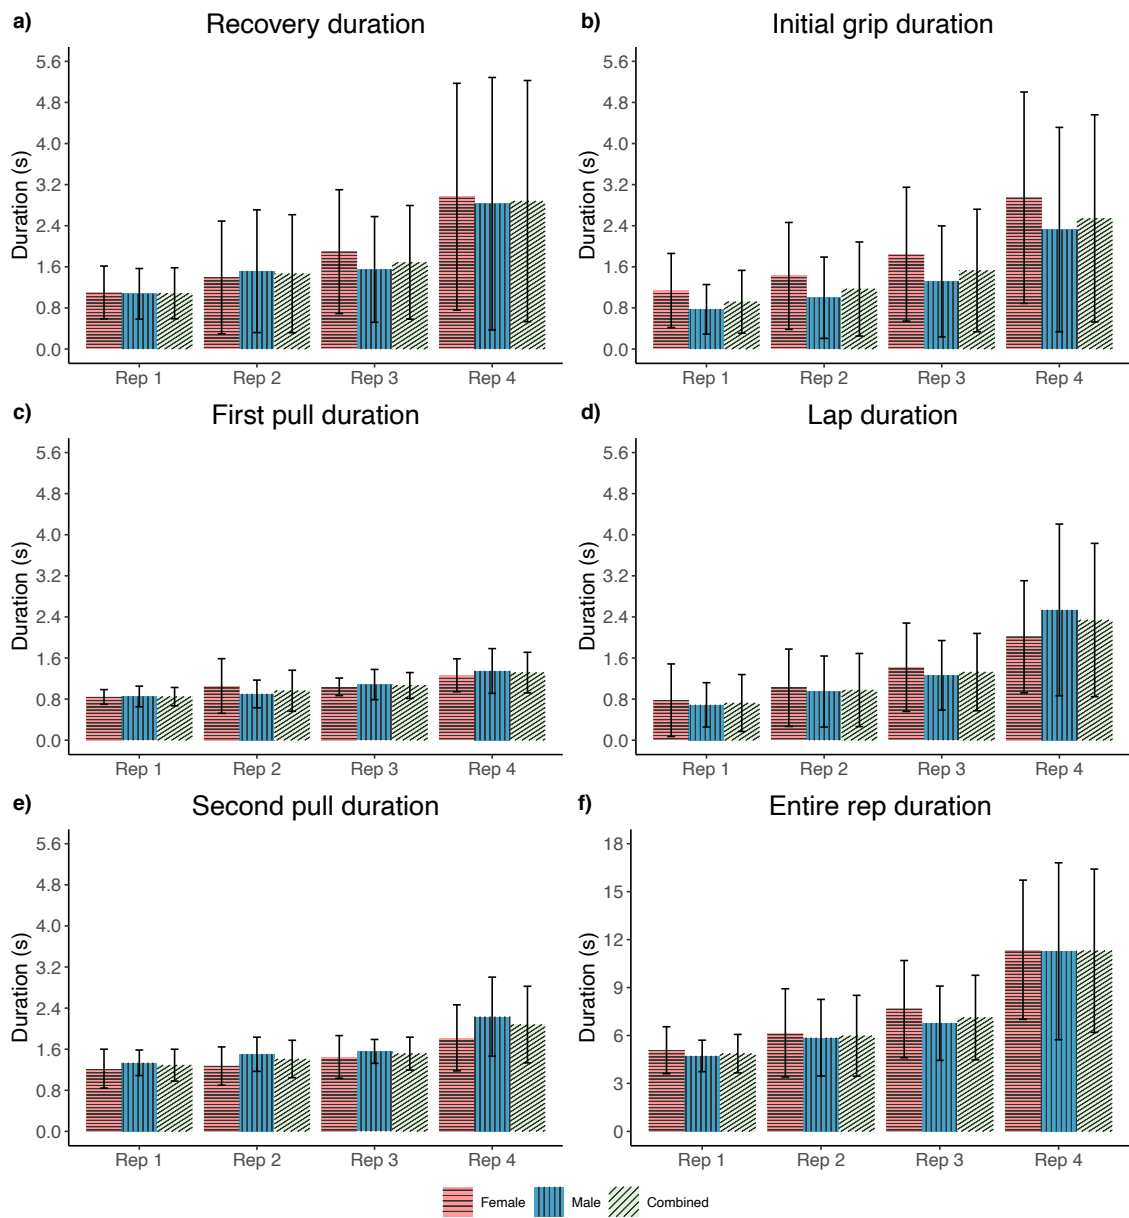 a) Recovery duration
Duration (s)
5.6
4.8
4.0
3.2
2.4
1.6
0.8
0.0
Rep 1 Rep 2 Rep 3 Rep 4
b) Initial grip duration
Duration (s)
5.6
4.8
4.0
3.2
2.4
1.6
0.8
0.0
Rep 1 Rep 2 Rep 3 Rep 4
c) First pull duration
Duration (s)
5.6
4.8
4.0
3.2
2.4
1.6
0.8
0.0
Rep 1 Rep 2 Rep 3 Rep 4
d) Lap duration
Duration (s)
5.6
4.8
4.0
3.2
2.4
1.6
0.8
0.0
Rep 1 Rep 2 Rep 3 Rep 4
e) Second pull duration
Duration (s)
5.6
4.8
4.0
3.2
2.4
1.6
0.8
0.0
Rep 1 Rep 2 Rep 3 Rep 4
f) Entire rep duration
Duration (s)
18
15
12
9
6
3
0
Rep 1 Rep 2 Rep 3 Rep 4
Female Male Combined